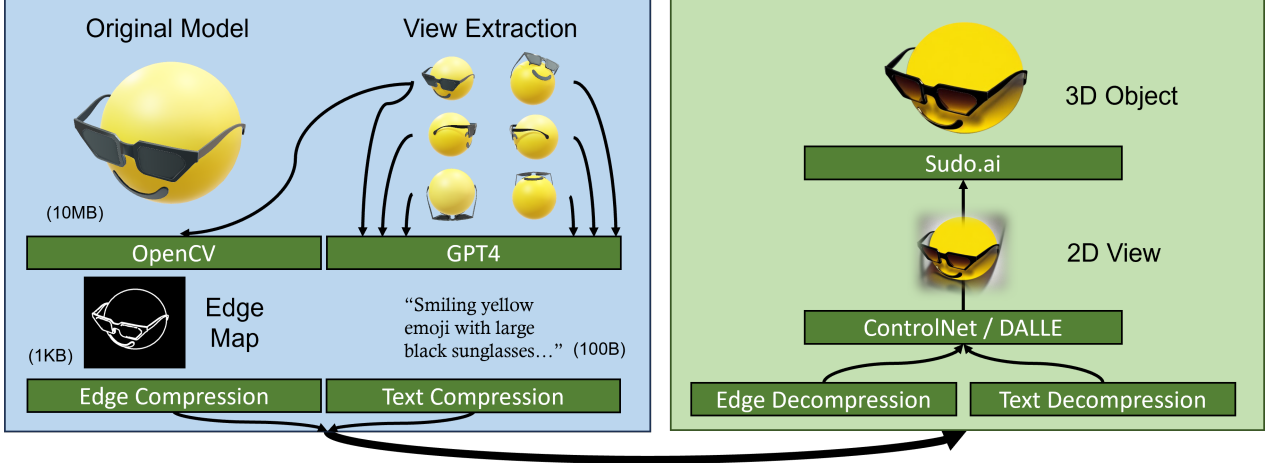 Original Model
View Extraction
(10MB)
OpenCV
GPT4
Edge
Map
(1KB)
“Smiling yellow
emoji with large
black sunglasses…” (100B)
Edge Compression
Text Compression
3D Object
Sudo.ai
2D View
ControlNet / DALLE
Edge Decompression
Text Decompression